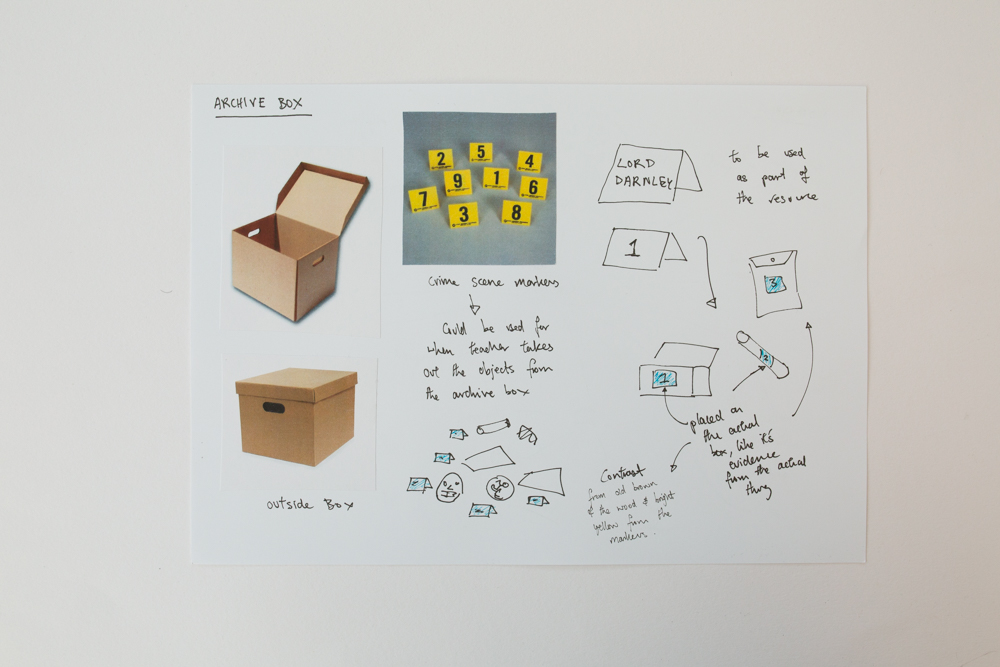 ARCHIVE BOX
outside BOX
2
5
4
9
1
7
6
3
8
crime scene markers
Could be used for
when teacher takes
out the objects from
the archive box
LORD
DARNLEY
to be used
as part of
the resource
1
3
2
1
placed on
the actual
box, like it's
evidence
from the actual
thing
Contrast
from old brown
of the wood & bright
yellow from the
markers.